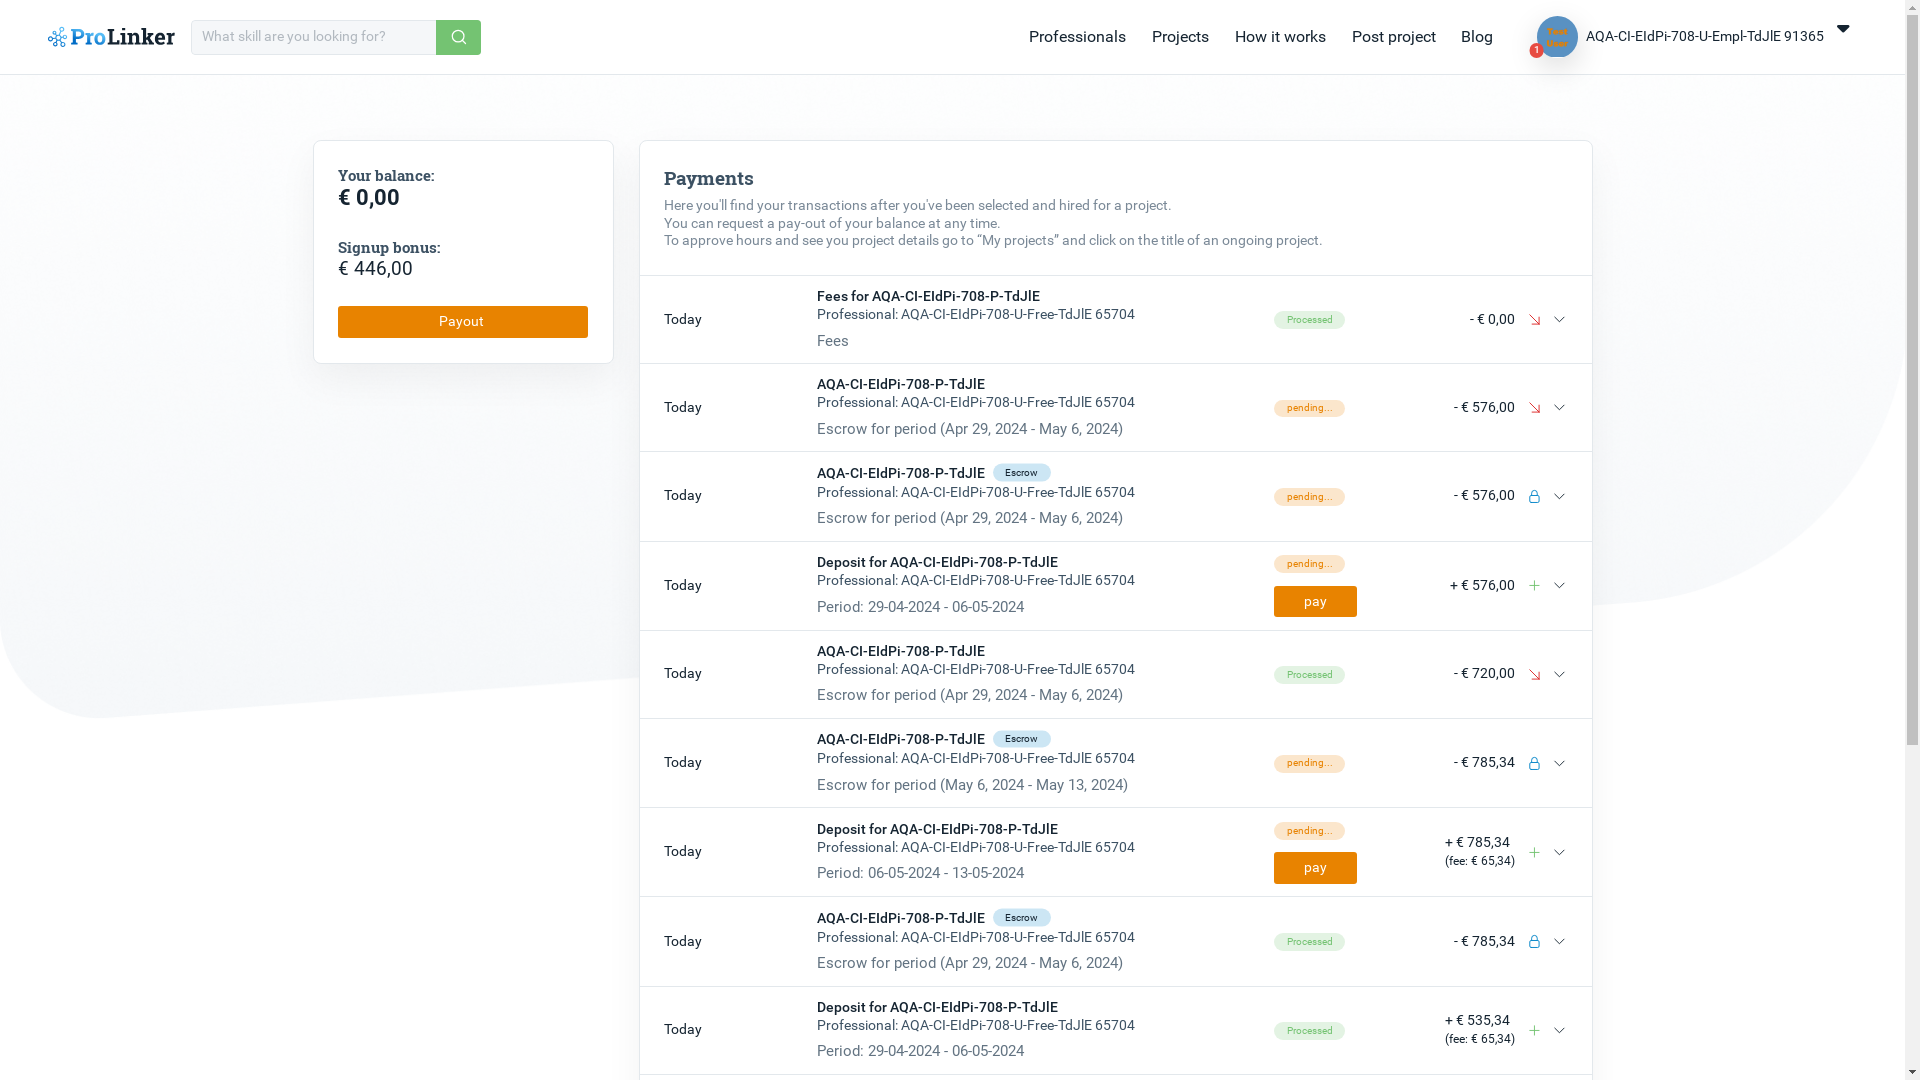 ProLinker
What skill are you looking for?
Professionals
Projects
How it works
Post project
Blog
Test
User
1
AQA-CI-EIdPi-708-U-Empl-TdJlE 91365
Your balance:
€ 0,00
Signup bonus:
€ 446,00
Payout
Payments
Here you'll find your transactions after you've been selected and hired for a project.
You can request a pay-out of your balance at any time.
To approve hours and see you project details go to “My projects” and click on the title of an ongoing project.
Today
Fees for AQA-CI-EIdPi-708-P-TdJlE
Professional: AQA-CI-EIdPi-708-U-Free-TdJlE 65704
Fees
Processed
- € 0,00
Today
AQA-CI-EIdPi-708-P-TdJlE
Professional: AQA-CI-EIdPi-708-U-Free-TdJlE 65704
Escrow for period (Apr 29, 2024 - May 6, 2024)
pending...
- € 576,00
Today
AQA-CI-EIdPi-708-P-TdJlE Escrow
Professional: AQA-CI-EIdPi-708-U-Free-TdJlE 65704
Escrow for period (Apr 29, 2024 - May 6, 2024)
pending...
- € 576,00
Today
Deposit for AQA-CI-EIdPi-708-P-TdJlE
Professional: AQA-CI-EIdPi-708-U-Free-TdJlE 65704
Period: 29-04-2024 - 06-05-2024
pending...
pay
+ € 576,00
Today
AQA-CI-EIdPi-708-P-TdJlE
Professional: AQA-CI-EIdPi-708-U-Free-TdJlE 65704
Escrow for period (Apr 29, 2024 - May 6, 2024)
Processed
- € 720,00
Today
AQA-CI-EIdPi-708-P-TdJlE Escrow
Professional: AQA-CI-EIdPi-708-U-Free-TdJlE 65704
Escrow for period (May 6, 2024 - May 13, 2024)
pending...
- € 785,34
Today
Deposit for AQA-CI-EIdPi-708-P-TdJlE
Professional: AQA-CI-EIdPi-708-U-Free-TdJlE 65704
Period: 06-05-2024 - 13-05-2024
pending...
pay
+ € 785,34
(fee: € 65,34)
Today
AQA-CI-EIdPi-708-P-TdJlE Escrow
Professional: AQA-CI-EIdPi-708-U-Free-TdJlE 65704
Escrow for period (Apr 29, 2024 - May 6, 2024)
Processed
- € 785,34
Today
Deposit for AQA-CI-EIdPi-708-P-TdJlE
Professional: AQA-CI-EIdPi-708-U-Free-TdJlE 65704
Period: 29-04-2024 - 06-05-2024
Processed
+ € 535,34
(fee: € 65,34)